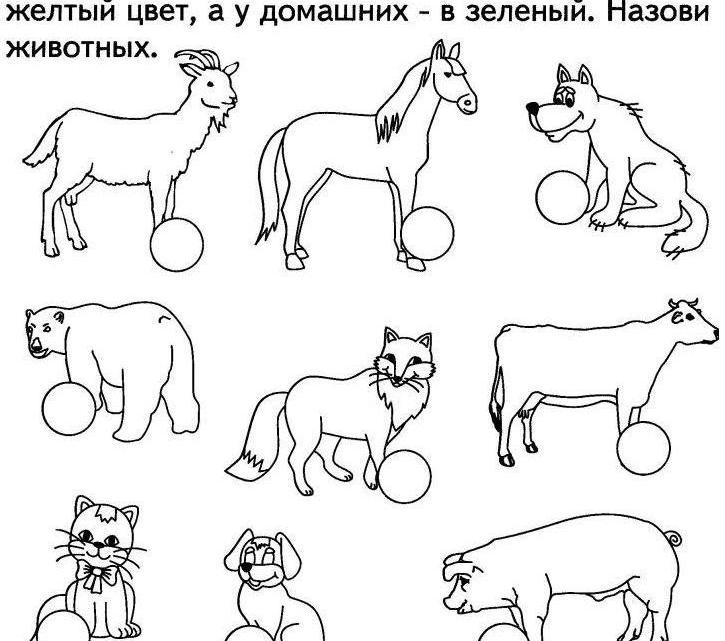 желтый цвет, а у домашних - в зеленый. Назови
животных.